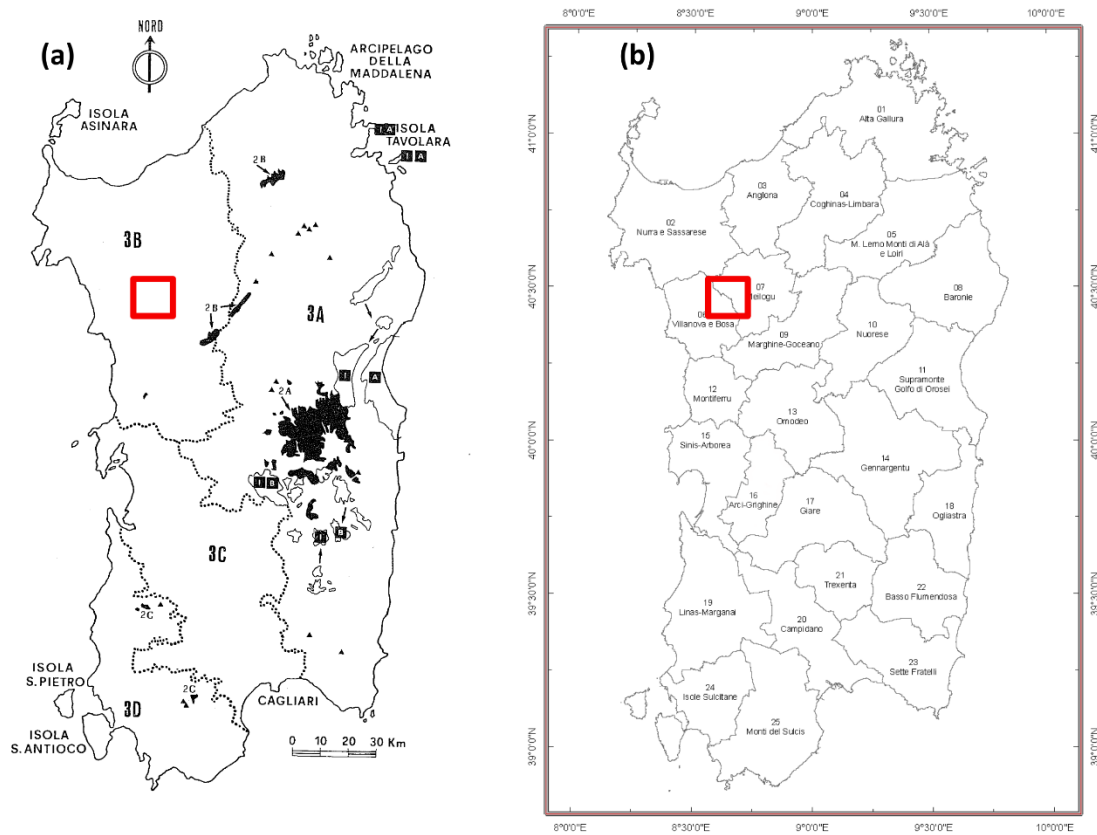 (a)
NORD
ARCIPELAGO
DELLA
MADDALENA
ISOLA
ASINARA
I A
ISOLA
TAVOLARA
I A
2B
3B
2B
3A
I
A
2A
I B
B
I
3C
2C
2C
ISOLA
S.PIETRO
3D
CAGLIARI
ISOLA
S.ANTIOCO
0 10 20 30 Km
(b)
8°0'0"E 8°30'0"E 9°0'0"E 9°30'0"E 10°0'0"E
41°0'0"N
40°30'0"N
40°0'0"N
39°30'0"N
39°0'0"N
01
Alta Gallura
03
Anglona
04
Coghinas-Limbara
02
Nurra e Sassarese
05
M. Lerno Monti di Alà
e Loiri
07
Meilogu
08
Baronie
06
Villanova e Bosa
10
Nuorese
09
Marghine-Goceano
11
Supramonte
Golfo di Orosei
12
Montiferru
13
Omodeo
15
Sinis-Arborea
14
Gennargentu
16
Arci-Grighine
17
Giare
18
Ogliastra
21
Trexenta
22
Basso Flumendosa
19
Linas-Marganai
20
Campidano
23
Sette Fratelli
24
Isole Sulcitane
25
Monti del Sulcis
41°0'0"N
40°30'0"N
40°0'0"N
39°30'0"N
39°0'0"N
8°0'0"E 8°30'0"E 9°0'0"E 9°30'0"E 10°0'0"E